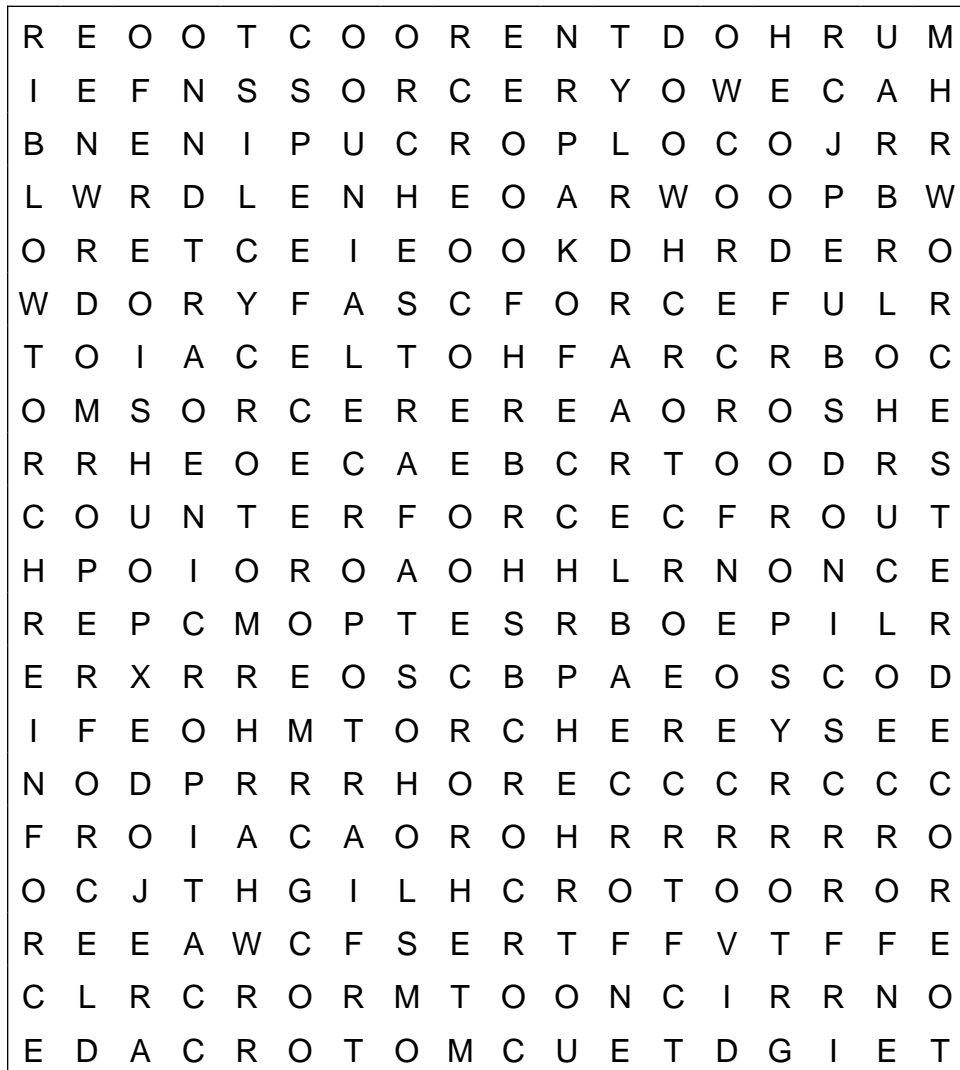 R E O O T C O O R E N T D O H R U M
I E F N S S O R C E R Y O W E C A H
B N E N I P U C R O P L O C O J R R
L W R D L E N H E O A R W O O P B W
O R E T C E I E O O K D H R D E R O
W D O R Y F A S C F O R C E F U L R
T O I A C E L T O H F A R C R B O C
O M S O R C E R E R E A O R O S H E
R R H E O E C A E B C R T O O D R S
C O U N T E R F O R C E C F R O U T
H P O I O R O A O H H L R N O N C E
R E P C M O P T E S R B O E P I L R
E R X R R E O S C B P A E O S C O D
I F E O H M T O R C H E R E Y S E E
N O D P R R R H O R E C C C R C C C
F R O I A C A O R O H R R R R R R O
O C J T H G I L H C R O T O O R O R
R E E A W C F S E R T F F V T F F E
C L R C R O R M T O O N C I R R N O
E D A C R O T O M C U E T D G I E T